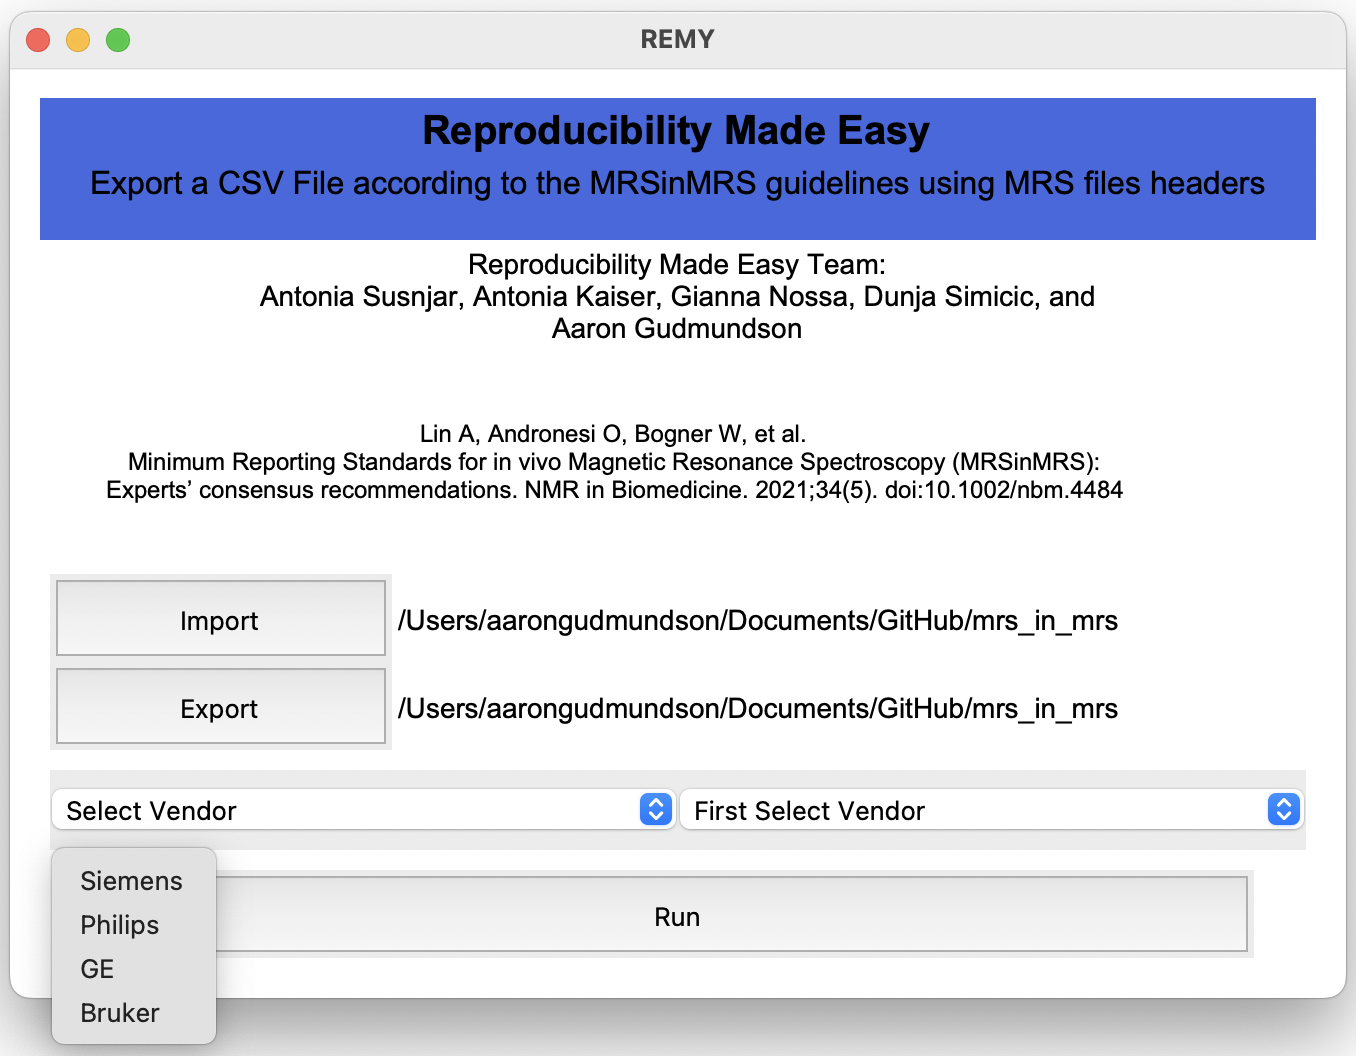 REMY
Reproducibility Made Easy
Export a CSV File according to the MRSinMRS guidelines using MRS files headers
Reproducibility Made Easy Team:
Antonia Susnjar, Antonia Kaiser, Gianna Nossa, Dunja Simicic, and
Aaron Gudmundson
Lin A, Andronesi O, Bogner W, et al.
Minimum Reporting Standards for in vivo Magnetic Resonance Spectroscopy (MRSinMRS):
Experts’ consensus recommendations. NMR in Biomedicine. 2021;34(5). doi:10.1002/nbm.4484
Import /Users/aarongudmundson/Documents/GitHub/mrs_in_mrs
Export /Users/aarongudmundson/Documents/GitHub/mrs_in_mrs
Select Vendor First Select Vendor
Siemens
Philips
GE
Bruker
Run